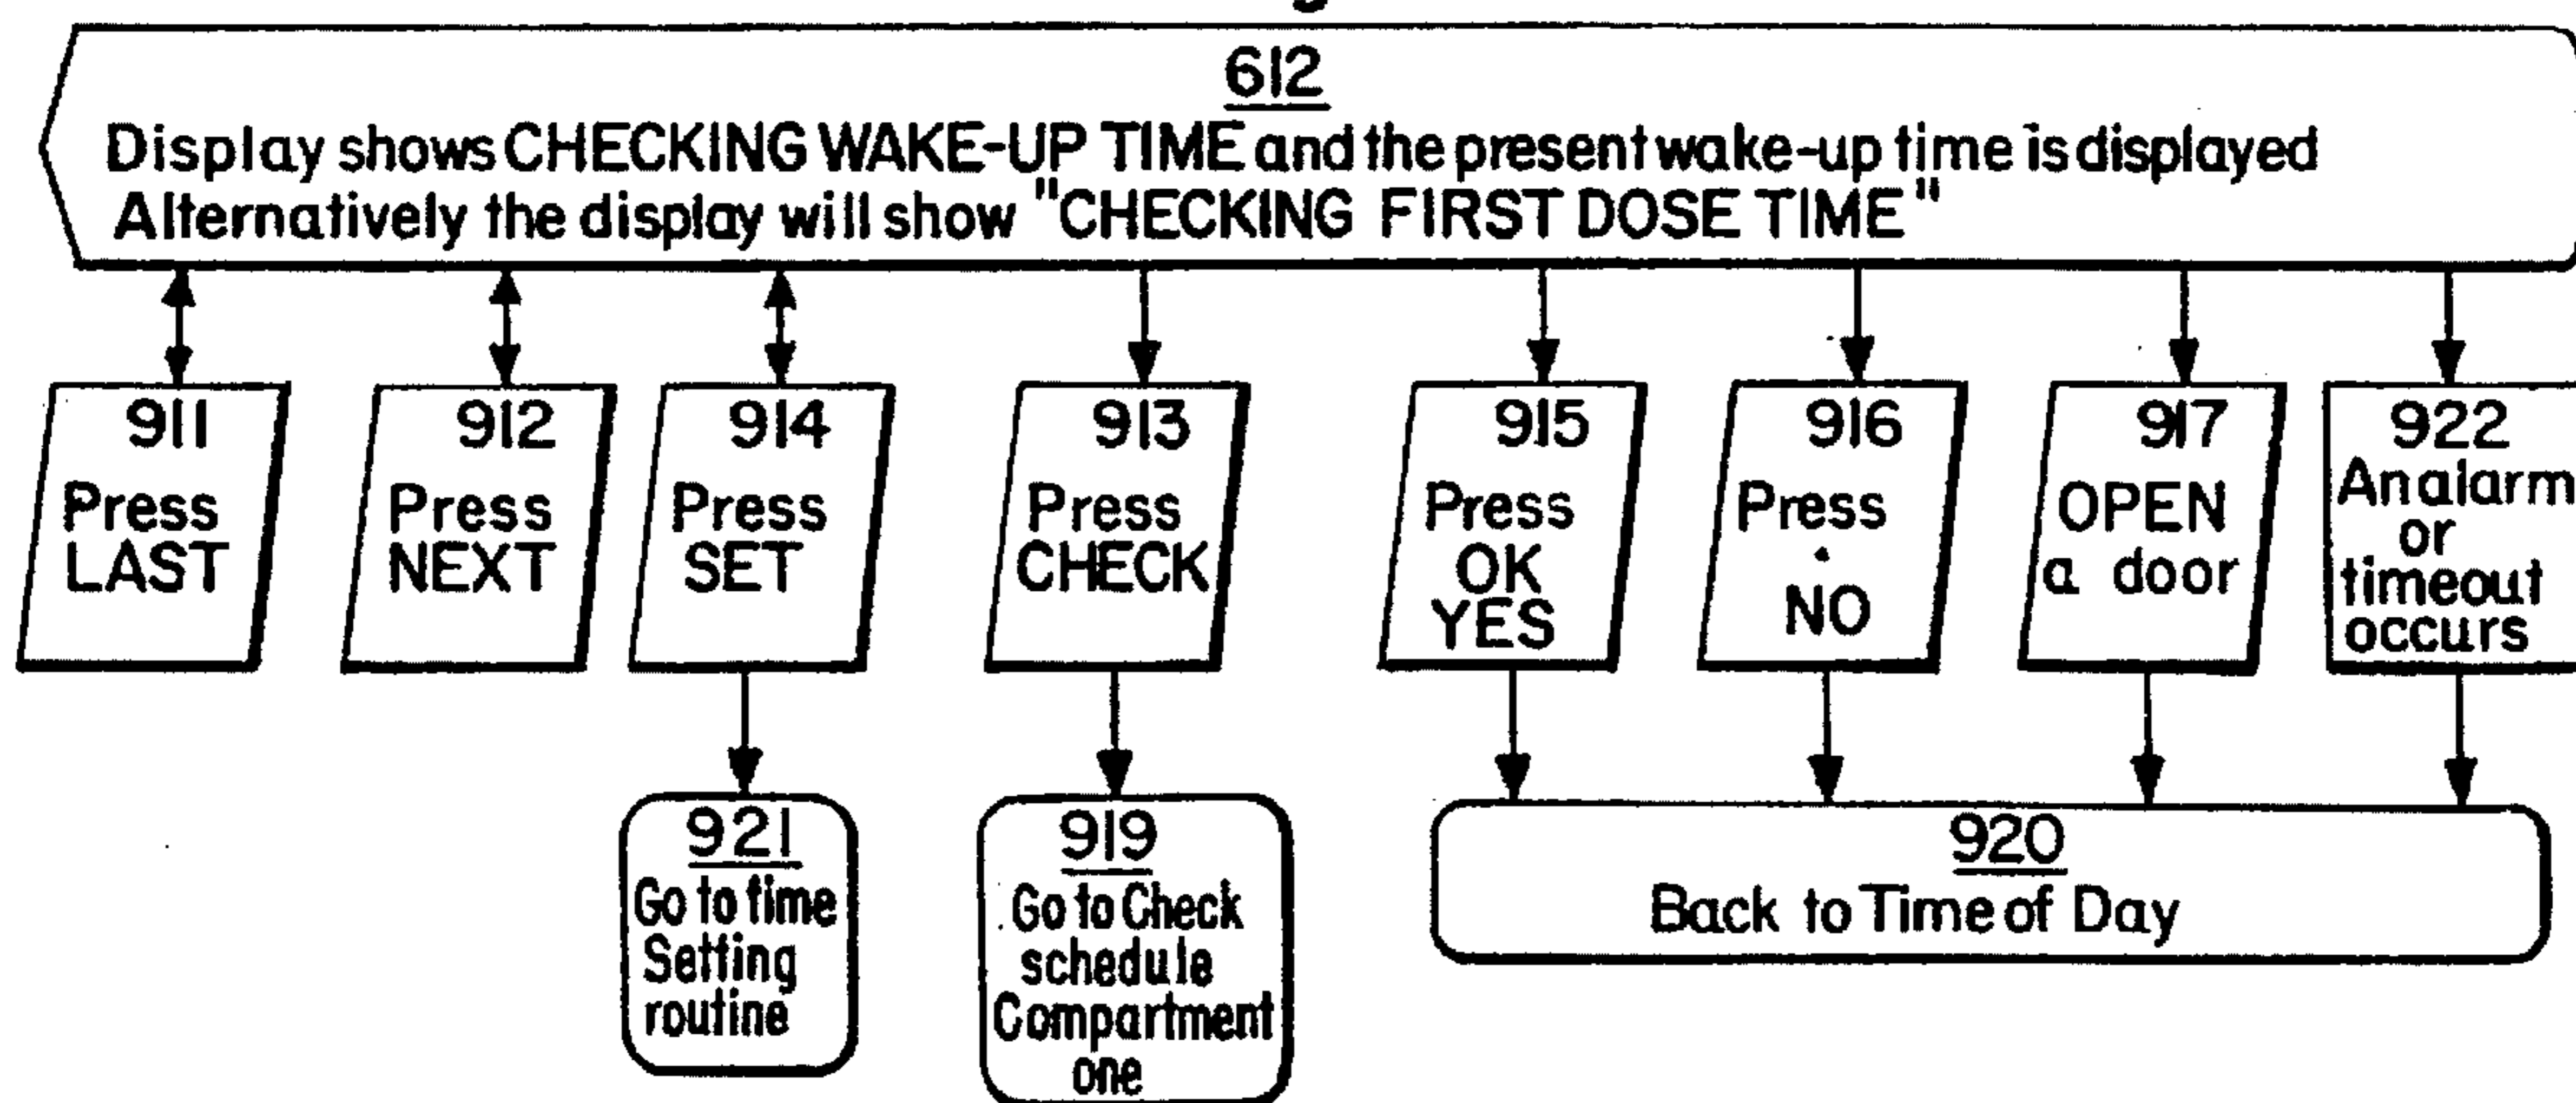 612
Display shows CHECKING WAKE-UP TIME and the present wake-up time is displayed
Alternatively the display will show "CHECKING FIRST DOSE TIME"
911
Press
LAST
912
Press
NEXT
914
Press
SET
913
Press
CHECK
915
Press
OK
YES
916
Press
NO
917
OPEN
a door
922
An alarm
or
timeout
occurs
921
Go to time
Setting
routine
919
Go to Check
schedule
Compartment
one
920
Back to Time of Day